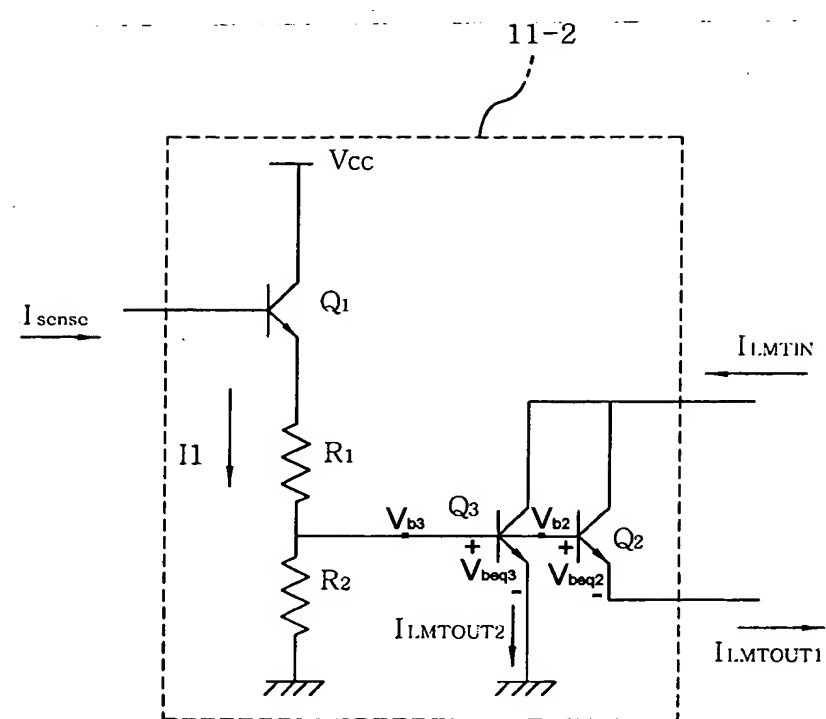 11-2
Vcc
Isense
Q1
ILMTIN
I1
R1
Vb3
Q3
Vb2
Q2
+
Vbeq3
-
+
Vbeq2
-
R2
ILMTOUT2
ILMTOUT1